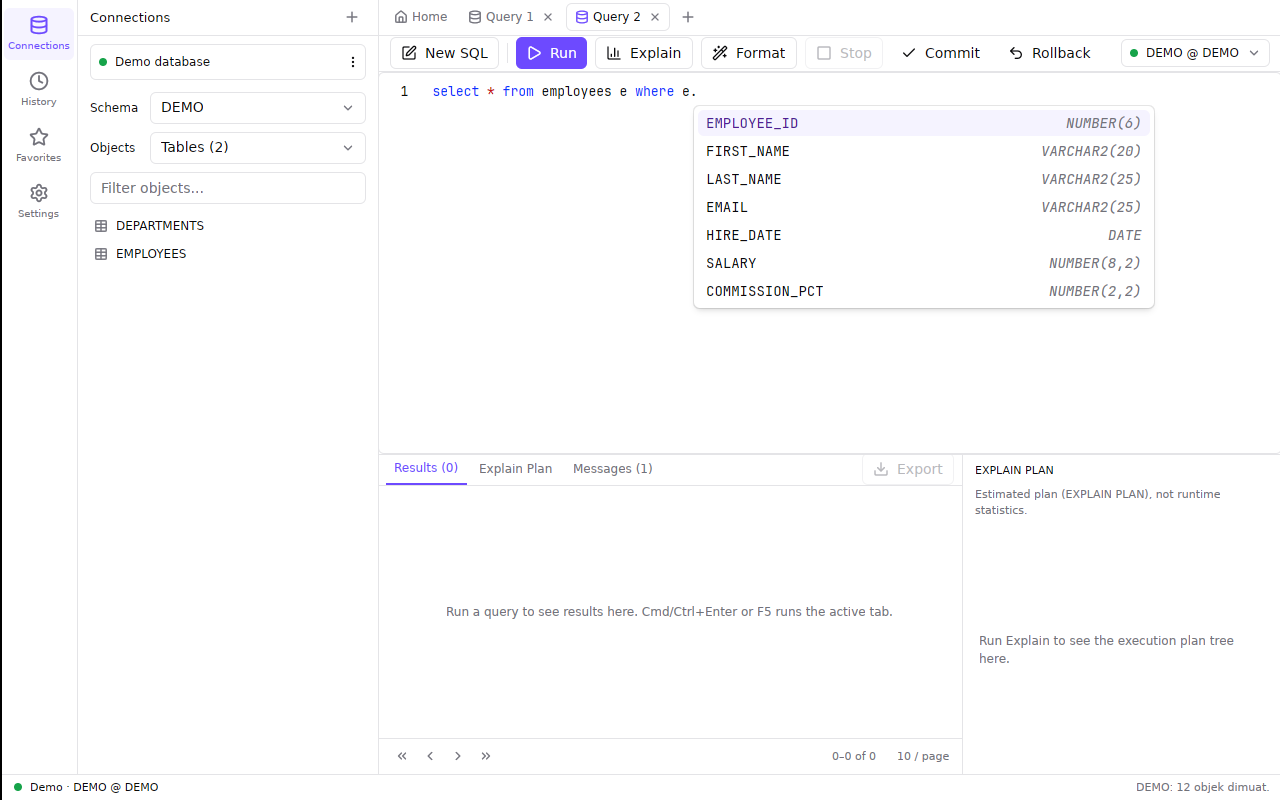 Connections
History
Favorites
Settings
Connections
Demo database
Schema
DEMO
Objects
Tables (2)
Filter objects...
DEPARTMENTS
EMPLOYEES
Home
Query 1
Query 2
New SQL
Run
Explain
Format
Stop
Commit
Rollback
DEMO @ DEMO
1 select * from employees e where e.
EMPLOYEE_ID NUMBER(6)
FIRST_NAME VARCHAR2(20)
LAST_NAME VARCHAR2(25)
EMAIL VARCHAR2(25)
HIRE_DATE DATE
SALARY NUMBER(8,2)
COMMISSION_PCT NUMBER(2,2)
Results (0)
Explain Plan
Messages (1)
Export
Run a query to see results here. Cmd/Ctrl+Enter or F5 runs the active tab.
0–0 of 0
10 / page
EXPLAIN PLAN
Estimated plan (EXPLAIN PLAN), not runtime
statistics.
Run Explain to see the execution plan tree
here.
Demo · DEMO @ DEMO
DEMO: 12 objek dimuat.